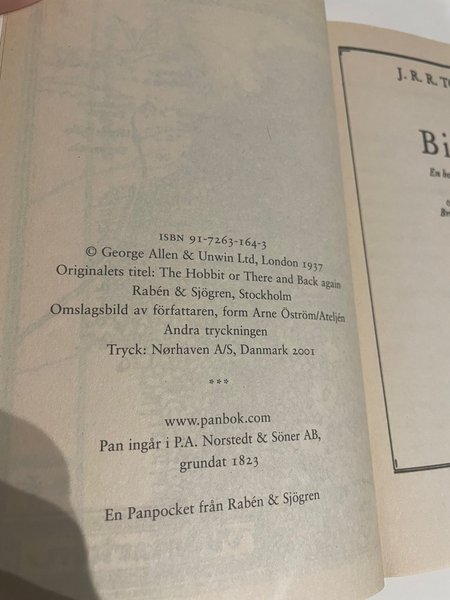 ISBN 91-7263-164-3
© George Allen & Unwin Ltd, London 1937
Originalets titel: The Hobbit or There and Back again
Rabén & Sjögren, Stockholm
Omslagsbild av författaren, form Arne Öström/Ateljén
Andra tryckningen
Tryck: Nørhaven A/S, Danmark 2001
***
www.panbok.com
Pan ingår i P.A. Norstedt & Söner AB,
grundat 1823
En Panpocket från Rabén & Sjögren
J. R. R.
En